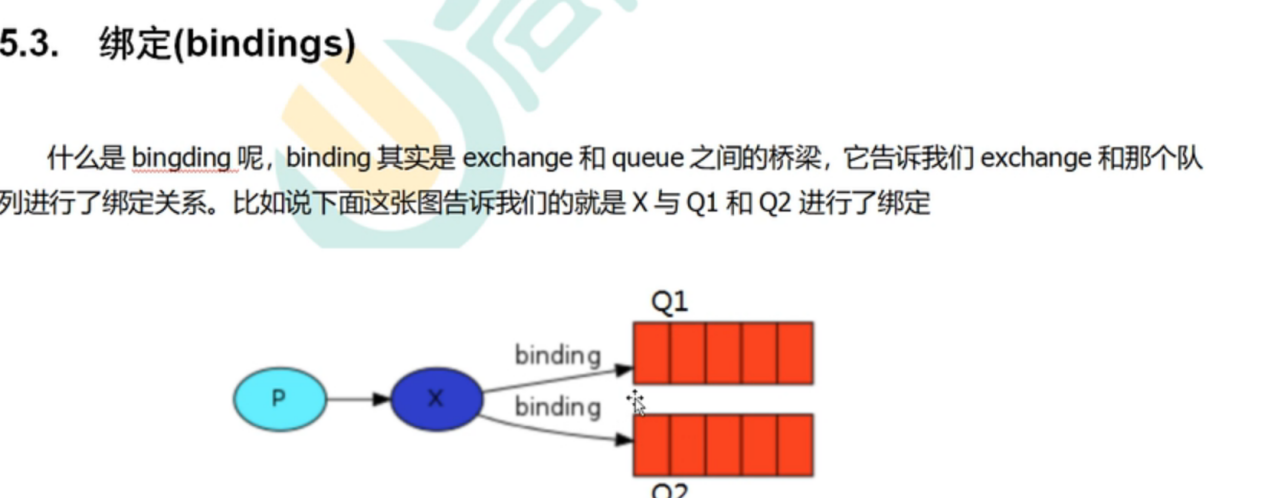 5.3. 绑定(bindings)
什么是 bingding 呢，binding 其实是 exchange 和 queue 之间的桥梁，它告诉我们 exchange 和那个队
列进行了绑定关系。比如说下面这张图告诉我们的就是 X 与 Q1 和 Q2 进行了绑定
Q1
binding
P
X
binding
Q2